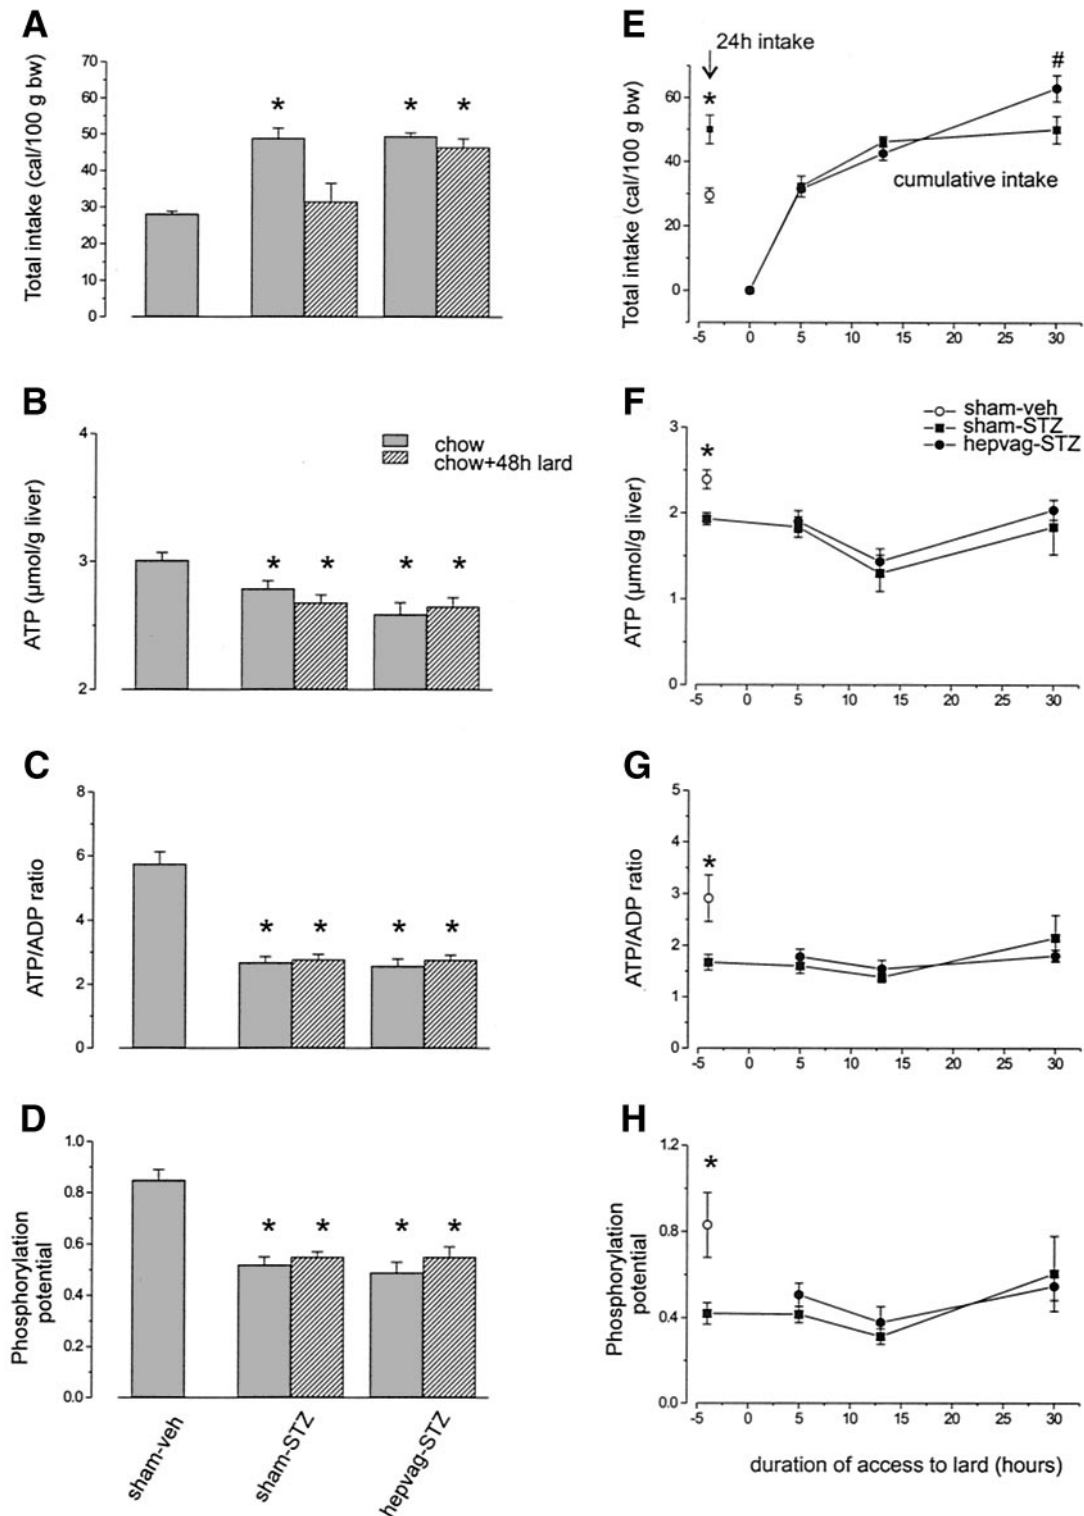 A
Total intake (cal/100 g bw)
70
60
50
40
30
20
10
0
*
*
*
B
ATP (µmol/g liver)
4
3
2
chow
chow+48h lard
*
*
*
*
C
ATP/ADP ratio
8
6
4
2
0
*
*
*
*
D
Phosphorylation
potential
1.0
0.8
0.6
0.4
0.2
0.0
*
*
*
*
sham-veh
sham-STZ
hepvag-STZ
E
Total intake (cal/100 g bw)
24h intake
*
#
60
40
20
0
cumulative intake
-5 0 5 10 15 20 25 30
F
ATP (µmol/g liver)
sham-veh
sham-STZ
hepvag-STZ
*
3
2
1
0
-5 0 5 10 15 20 25 30
G
ATP/ADP ratio
5
4
3
2
1
0
*
-5 0 5 10 15 20 25 30
H
Phosphorylation
potential
1.2
0.8
0.4
0.0
*
0 5 10 15 20 25 30
duration of access to lard (hours)